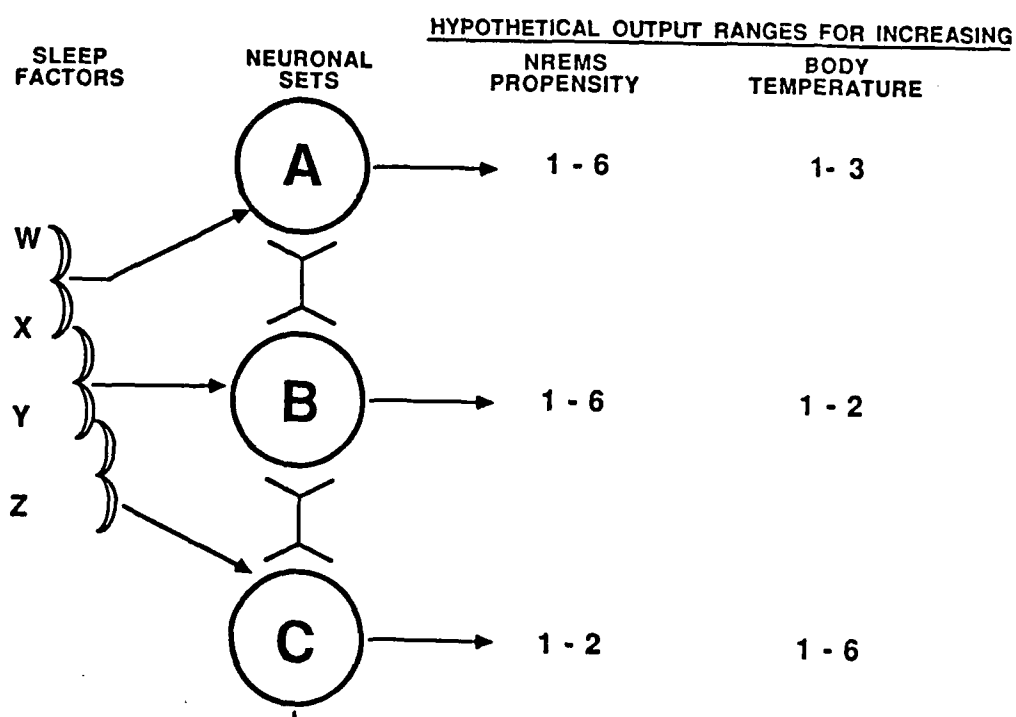 HYPOTHETICAL OUTPUT RANGES FOR INCREASING
SLEEP FACTORS
NEURONAL SETS
NREMS PROPENSITY
BODY TEMPERATURE
A
1 - 6
1- 3
W
X
B
1 - 6
1 - 2
Y
Z
C
1 - 2
1 - 6